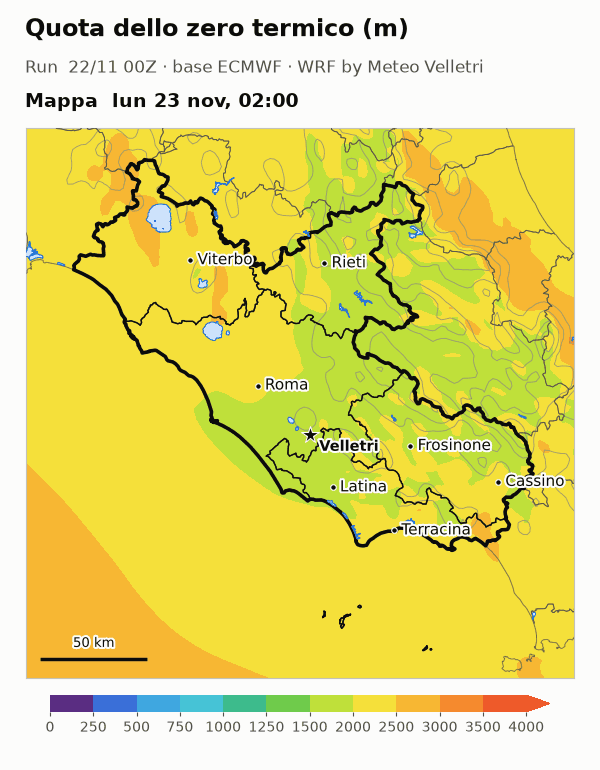 Quota dello zero termico (m)
Run 22/11 00Z · base ECMWF · WRF by Meteo Velletri
Mappa lun 23 nov, 02:00
Viterbo
Rieti
Roma
Velletri
Frosinone
Latina
Cassino
Terracina
50 km
0 250 500 750 1000 1250 1500 2000 2500 3000 3500 4000